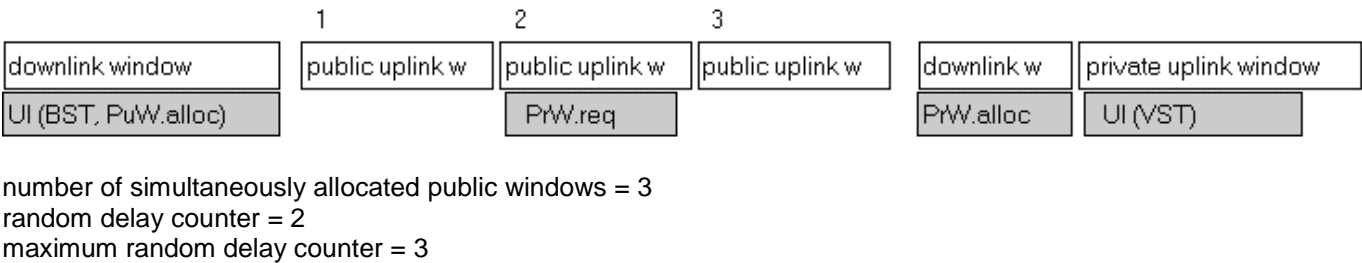 1 2 3
downlink window public uplink w public uplink w public uplink w downlink w private uplink window
UI (BST, PuW.alloc) PrW.req PrW.alloc UI (VST)
number of simultaneously allocated public windows = 3
random delay counter = 2
maximum random delay counter = 3